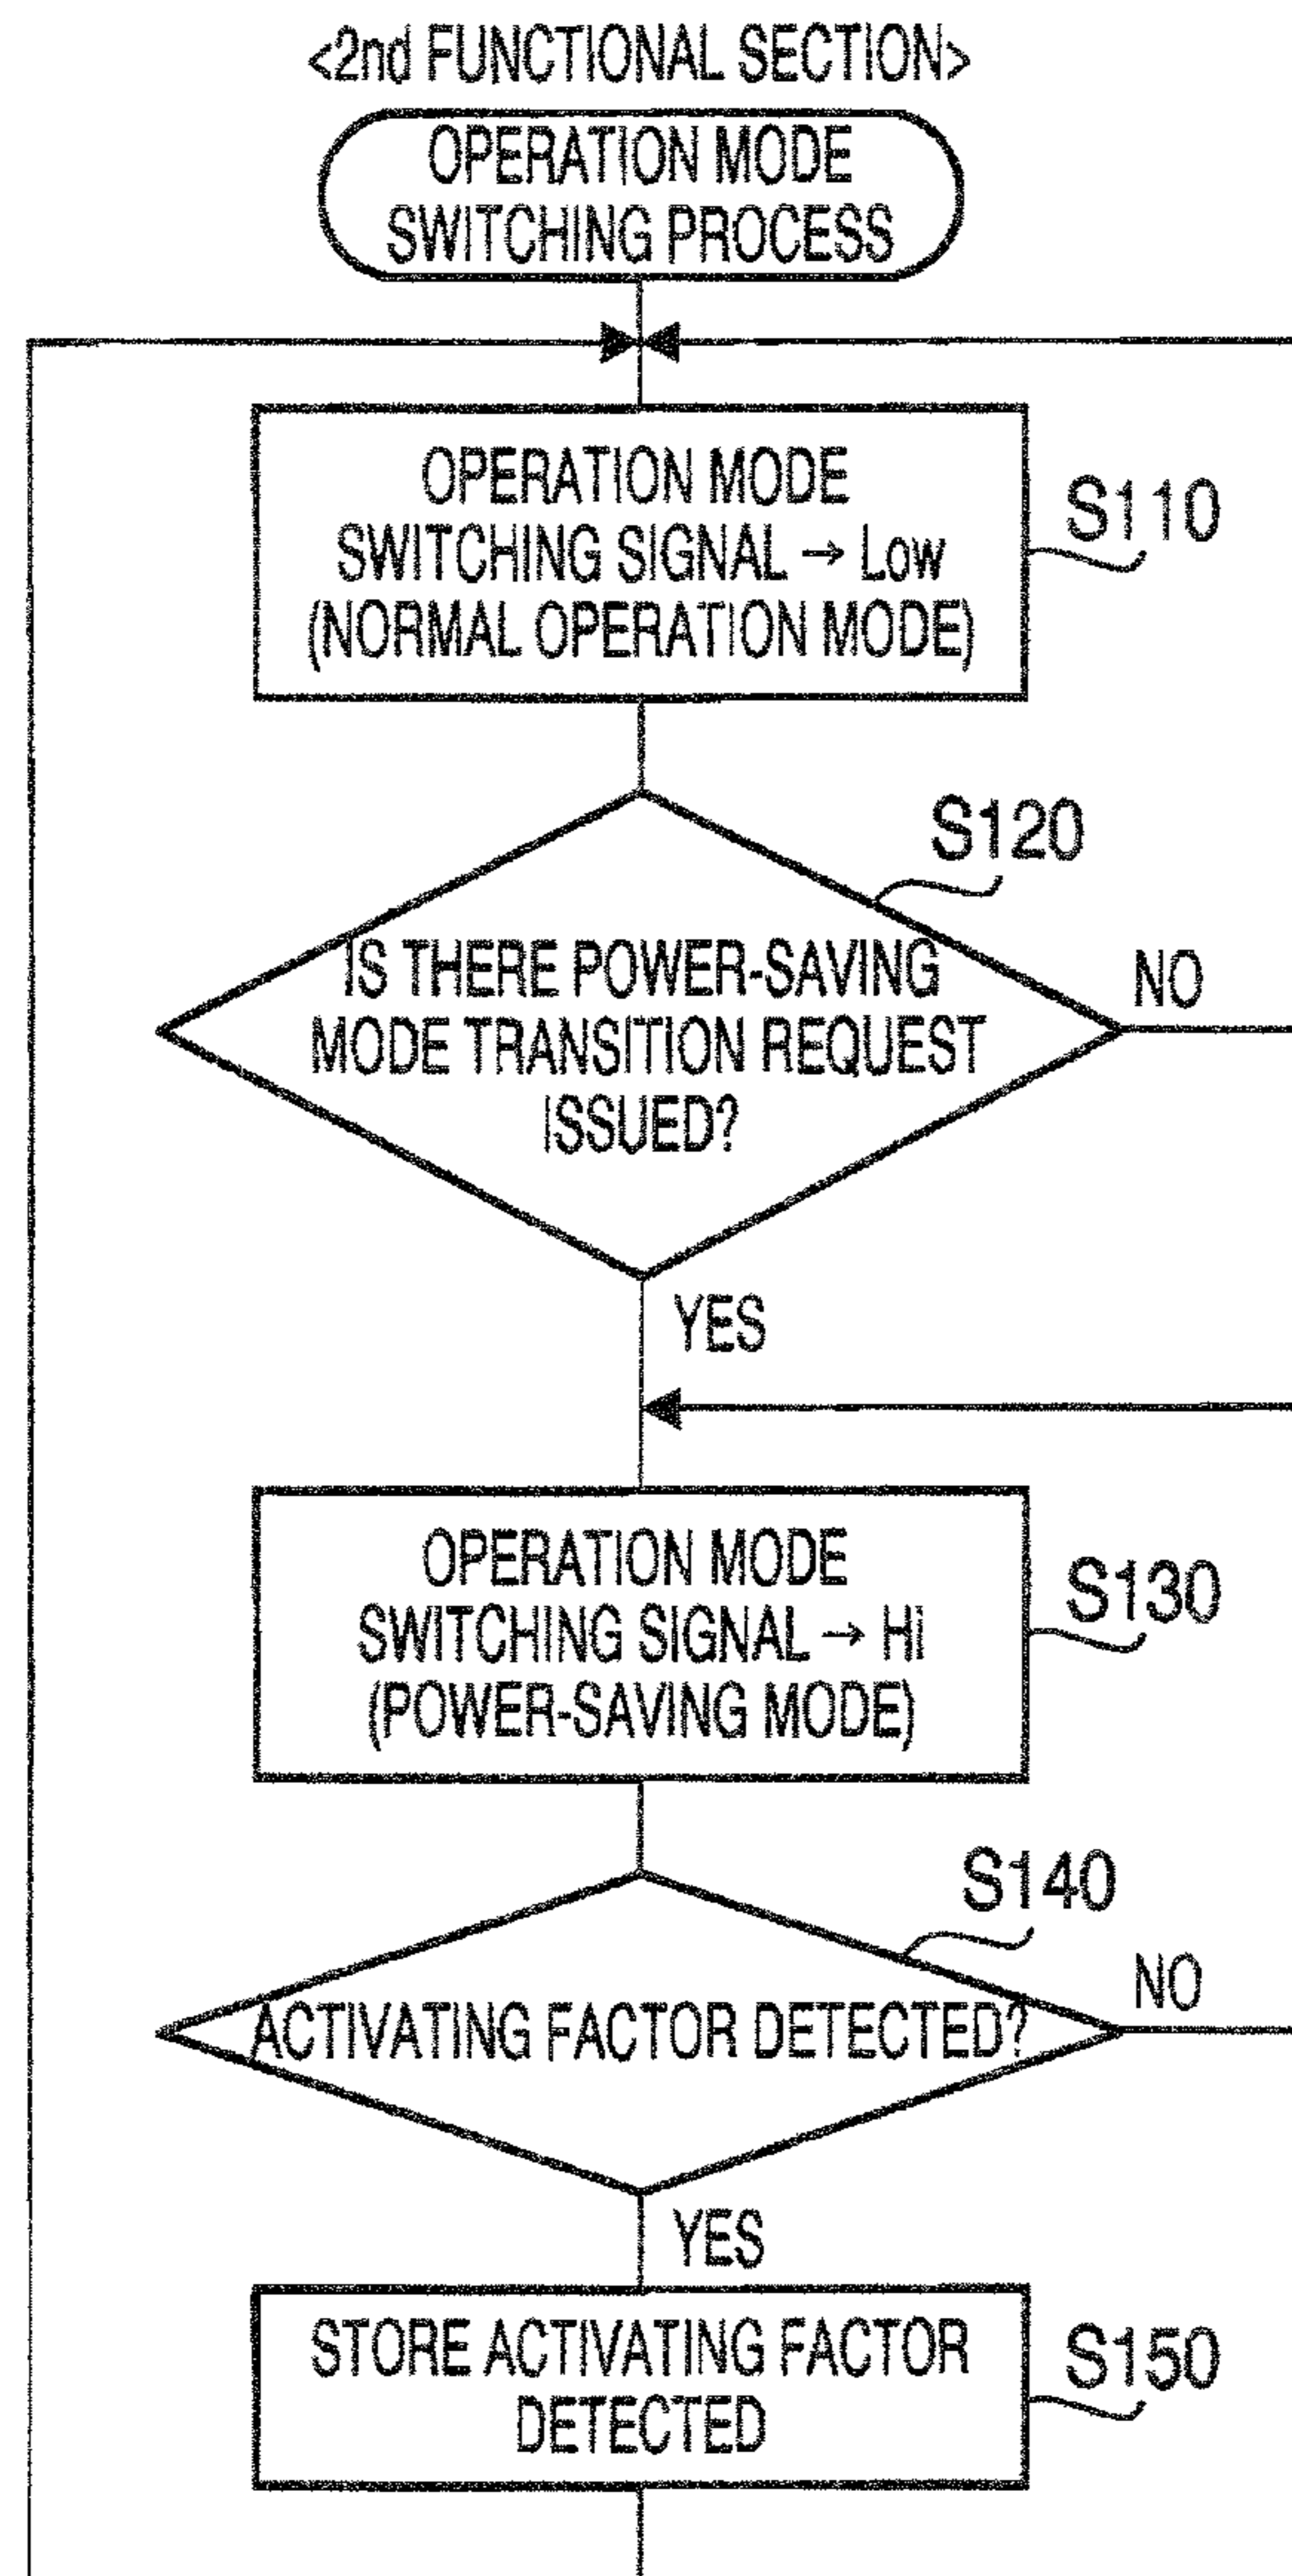 <2nd FUNCTIONAL SECTION>
OPERATION MODE
SWITCHING PROCESS
OPERATION MODE
SWITCHING SIGNAL → Low
(NORMAL OPERATION MODE)
S110
S120
IS THERE POWER-SAVING
MODE TRANSITION REQUEST
ISSUED?
NO
YES
OPERATION MODE
SWITCHING SIGNAL → Hi
(POWER-SAVING MODE)
S130
S140
ACTIVATING FACTOR DETECTED?
NO
YES
STORE ACTIVATING FACTOR
DETECTED
S150